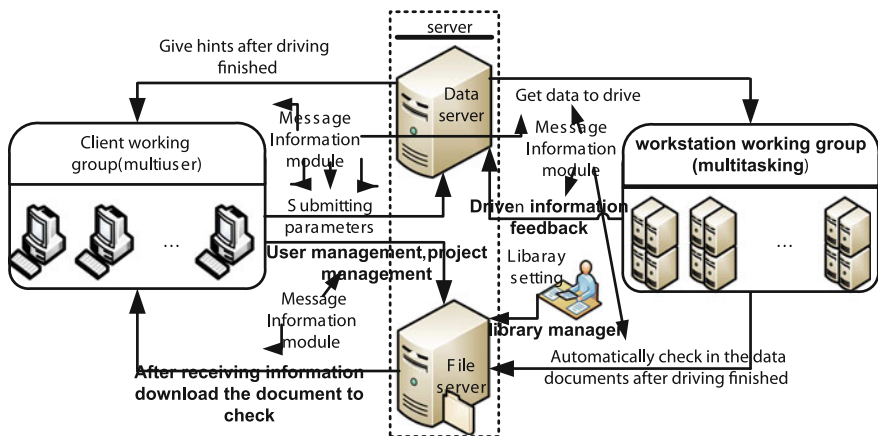 server
Give hints after driving
finished
Data
server
Get data to drive
Message
Information
module
Message
Information
module
Client working
group(multiuser)
workstation working group
(multitasking)
...
...
Submitting
parameters
Driven information
feedback
User management,project
management
Libaray
setting
Message
Information
module
library manager
File
server
After receiving information
download the document to
check
Automatically check in the data
documents after driving finished